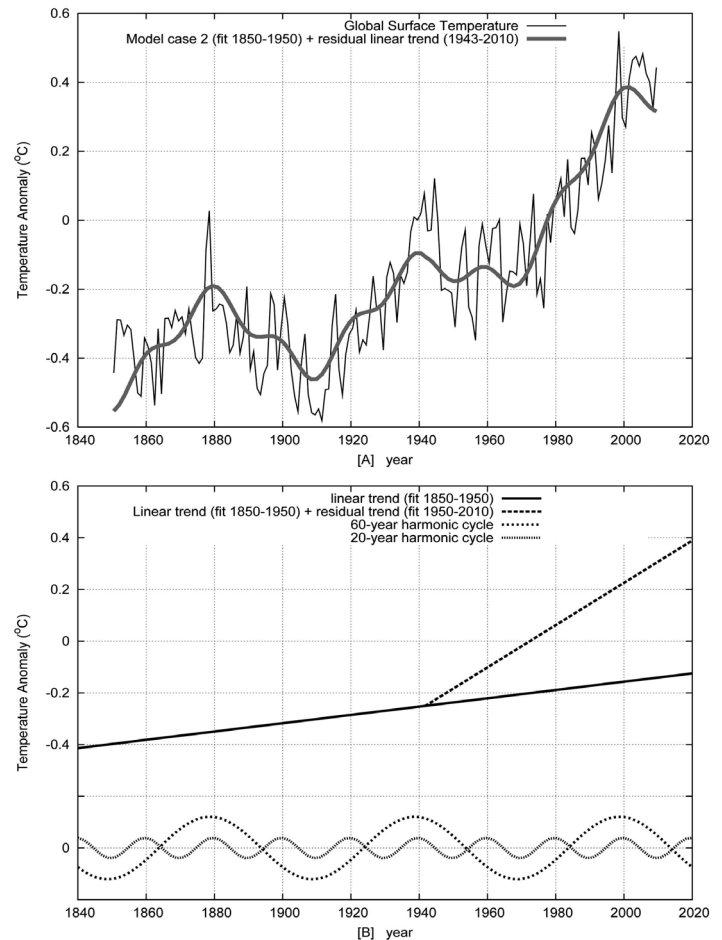 0.6
Global Surface Temperature
Model case 2 (fit 1850-1950) + residual linear trend (1943-2010)
0.4
0.2
0
-0.2
-0.4
-0.6
Temperature Anomaly (ºC)
1840 1860 1880 1900 1920 1940 1960 1980 2000 2020
[A] year
0.6
linear trend (fit 1850-1950)
Linear trend (fit 1850-1950) + residual trend (fit 1950-2010)
60-year harmonic cycle
20-year harmonic cycle
0.4
0.2
0
-0.2
-0.4
0
Temperature Anomaly (ºC)
1840 1860 1880 1900 1920 1940 1960 1980 2000 2020
[B] year